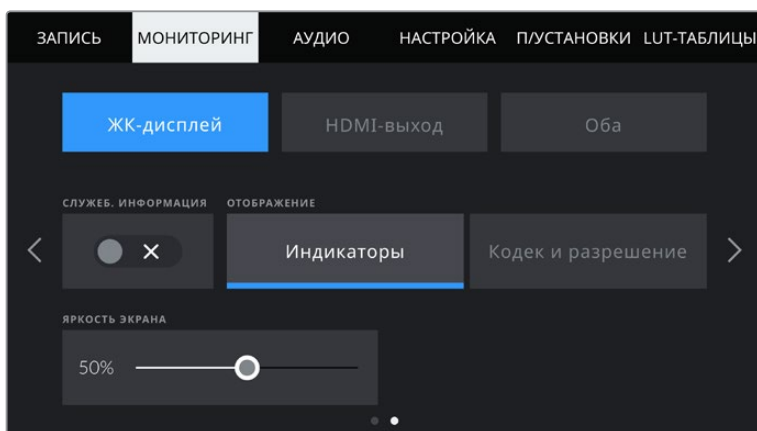 ЗАПИСЬ МОНИТОРИНГ АУДИО НАСТРОЙКА П/УСТАНОВКИ LUT-ТАБЛИЦЫ
ЖК-дисплей HDMI-выход Оба
СЛУЖЕБ. ИНФОРМАЦИЯ ОТОБРАЖЕНИЕ
Индикаторы Кодек и разрешение
ЯРКОСТЬ ЭКРАНА
50%